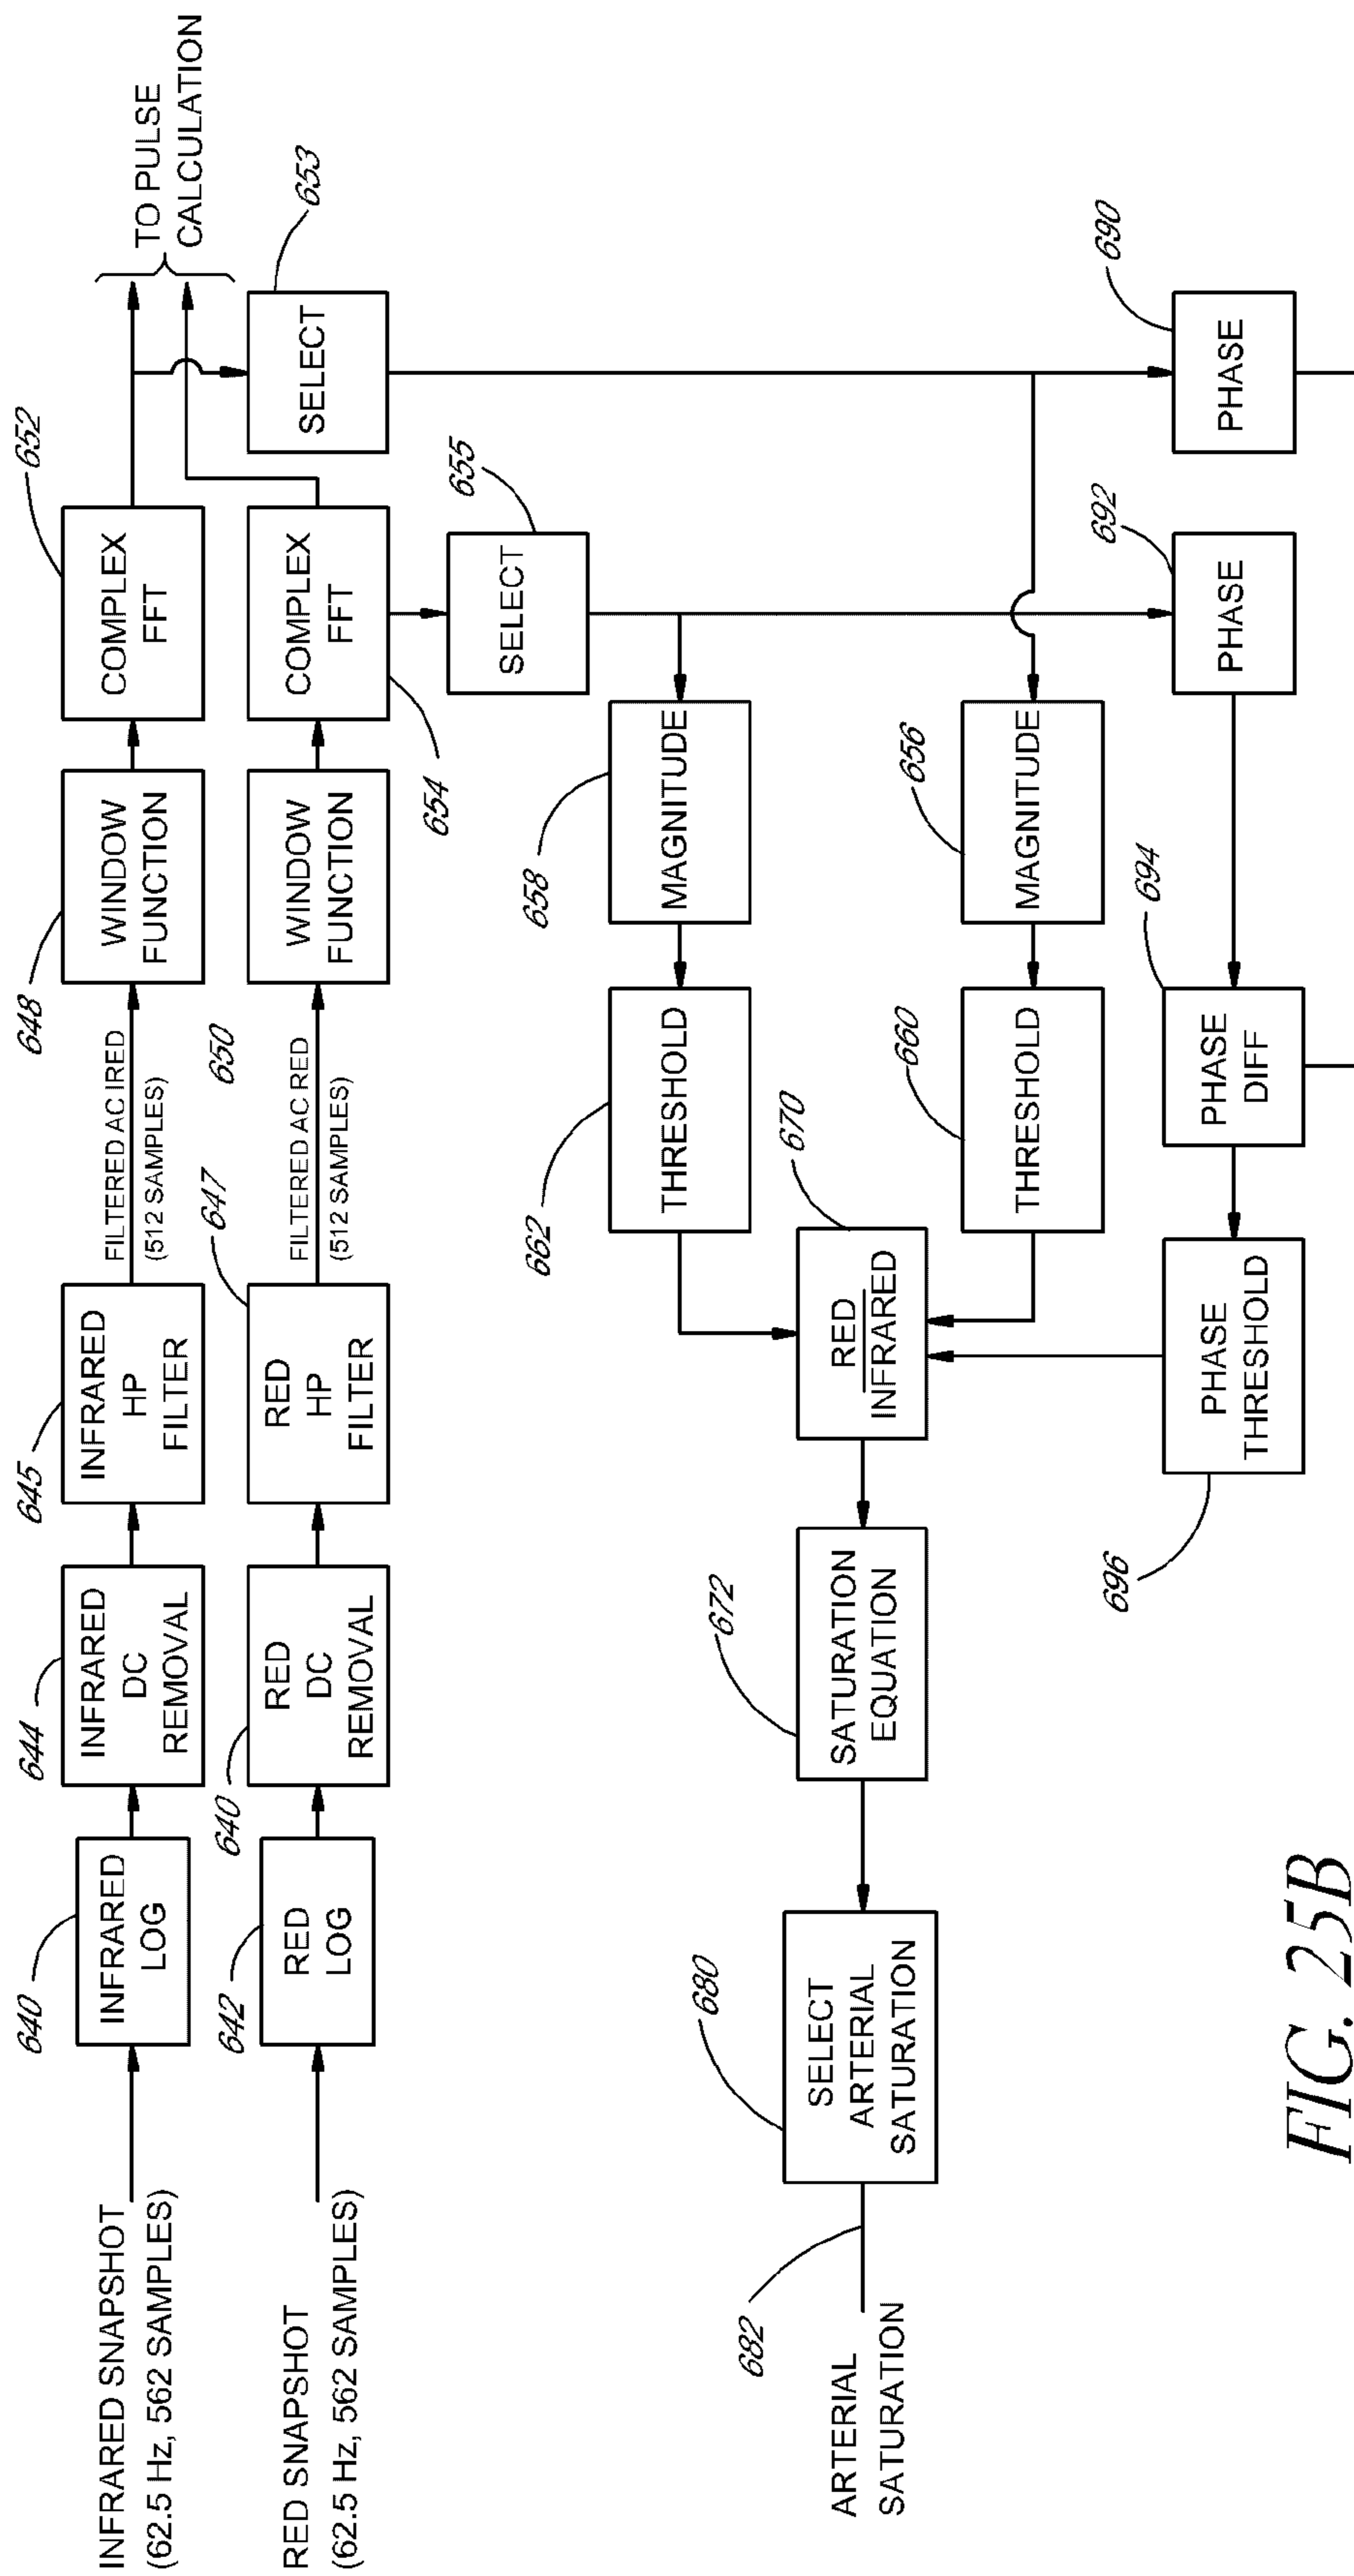 INFRARED SNAPSHOT
(62.5 Hz, 562 SAMPLES)
640
INFRARED
LOG
644
INFRARED
DC
REMOVAL
645
INFRARED
HP
FILTER
FILTERED AC IRED
(512 SAMPLES)
648
WINDOW
FUNCTION
652
COMPLEX
FFT
TO PULSE
CALCULATION
RED SNAPSHOT
(62.5 Hz, 562 SAMPLES)
642
RED
LOG
640
RED
DC
REMOVAL
647
RED
HP
FILTER
FILTERED AC RED
(512 SAMPLES)
650
WINDOW
FUNCTION
654
COMPLEX
FFT
653
SELECT
655
SELECT
658
MAGNITUDE
662
THRESHOLD
656
MAGNITUDE
660
THRESHOLD
670
RED
INFRARED
672
SATURATION
EQUATION
680
SELECT
ARTERIAL
SATURATION
682
ARTERIAL
SATURATION
690
PHASE
692
PHASE
694
PHASE
DIFF
696
PHASE
THRESHOLD
FIG. 25B